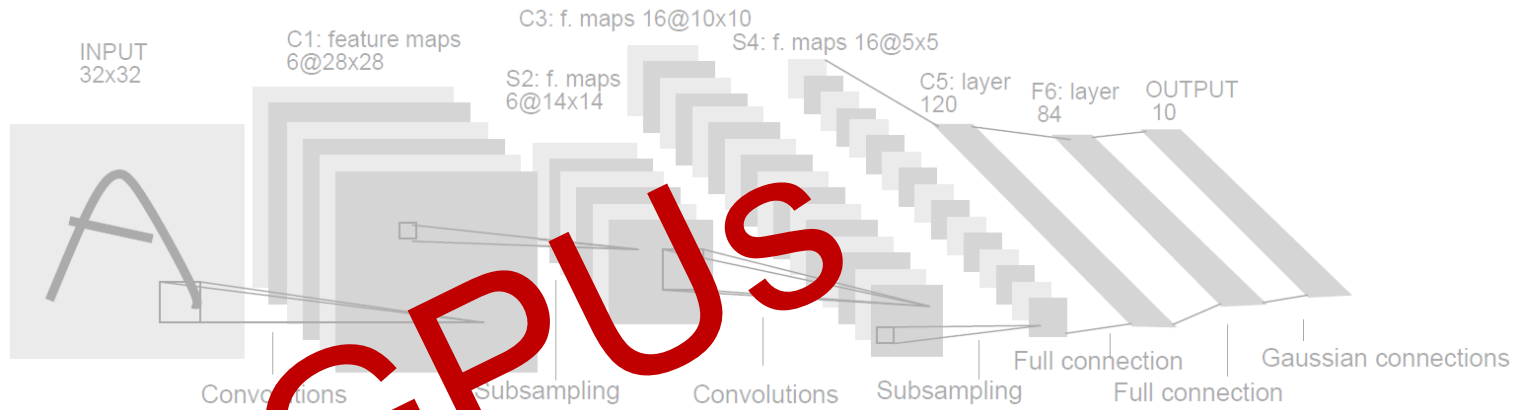 INPUT
32x32
C1: feature maps
6@28x28
S2: f. maps
6@14x14
C3: f. maps 16@10x10
S4: f. maps 16@5x5
C5: layer
120
F6: layer
84
OUTPUT
10
GPUs
Convolutions
Subsampling
Convolutions
Subsampling
Full connection
Full connection
Gaussian connections